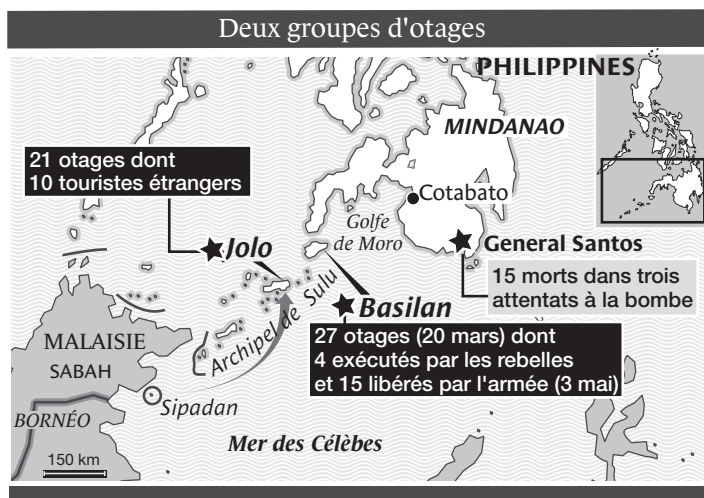 Deux groupes d'otages
PHILIPPINES
MINDANAO
21 otages dont
10 touristes étrangers
Cotabato
Golfe
de Moro
Jolo
General Santos
15 morts dans trois
attentats à la bombe
Basilan
Archipel de Sulu
27 otages (20 mars) dont
4 exécutés par les rebelles
et 15 libérés par l'armée (3 mai)
MALAISIE
SABAH
Sipadan
BORNÉO
Mer des Célèbes
150 km